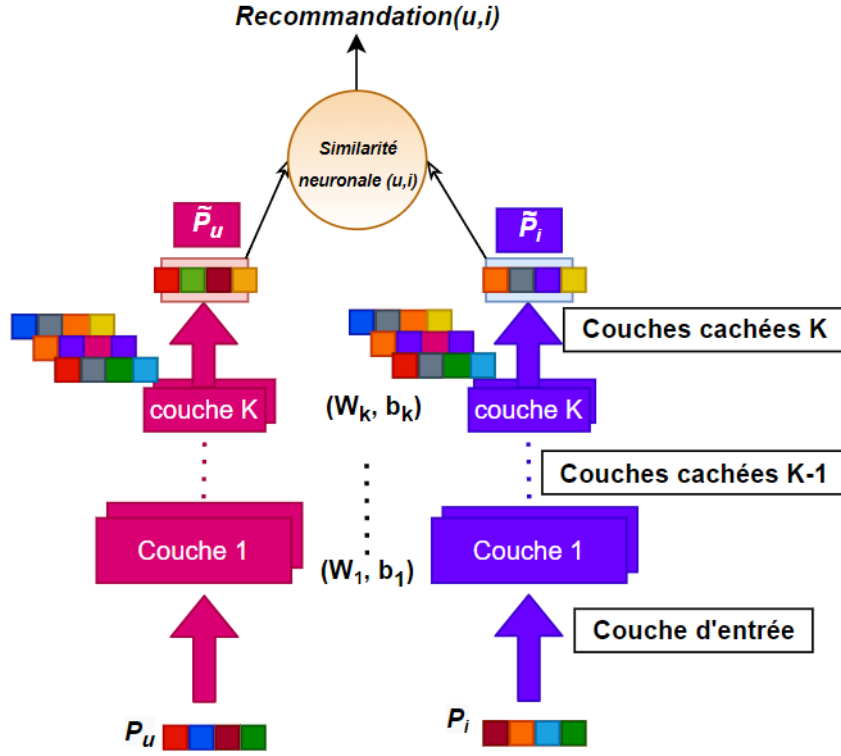 Recommandation(u,i)
Similarité
neuronale (u,i)
P̃u
P̃i
Couches cachées K
couche K
(Wk, bk)
couche K
Couches cachées K-1
Couche 1
Couche 1
(W1, b1)
Couche d'entrée
Pu
Pi